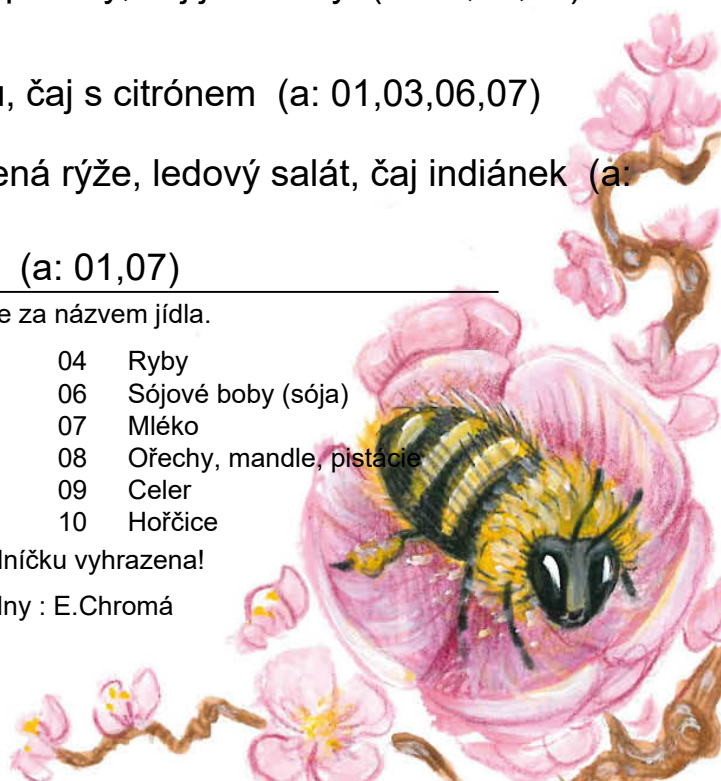 , čaj s citrónem (a: 01,03,06,07)
ená rýže, ledový salát, čaj indiánek (a:
(a: 01,07)
e za názvem jídla.
04 Ryby
06 Sójové boby (sója)
07 Mléko
08 Ořechy, mandle, pistácie
09 Celer
10 Hořčice
lníčku vyhrazena!
lny : E.Chromá